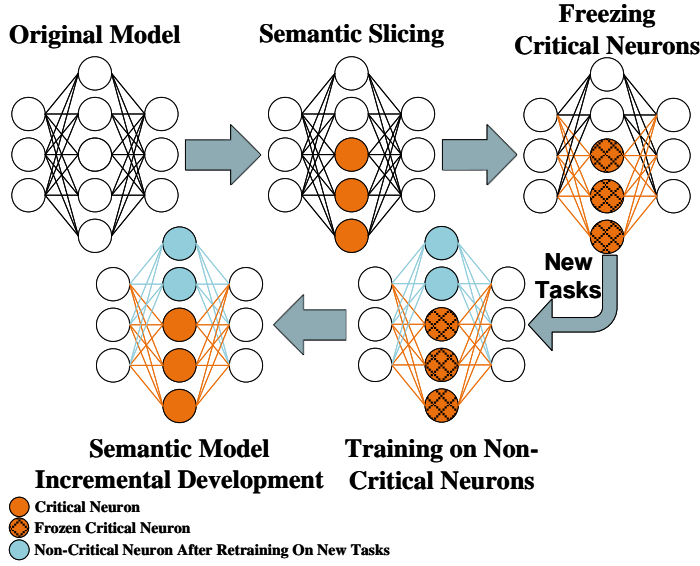 Original Model
Semantic Slicing
Freezing
Critical Neurons
New
Tasks
Semantic Model
Incremental Development
Training on Non-
Critical Neurons
Critical Neuron
Frozen Critical Neuron
Non-Critical Neuron After Retraining On New Tasks